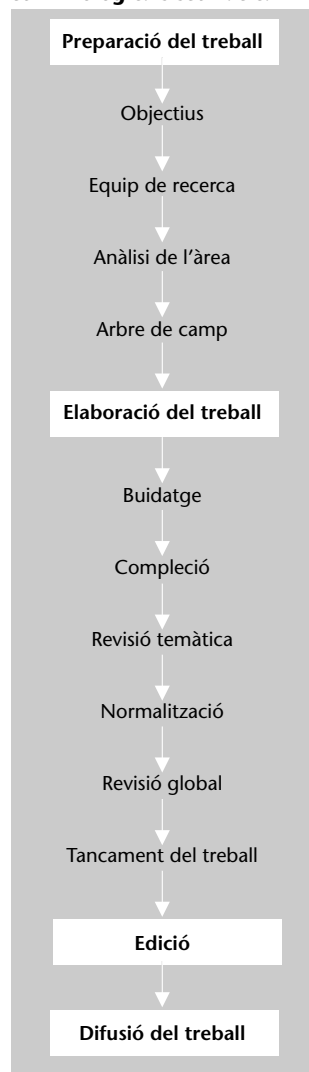 Preparació del treball
Objectius
Equip de recerca
Anàlisi de l'àrea
Arbre de camp
Elaboració del treball
Buidatge
Compleció
Revisió temàtica
Normalització
Revisió global
Tancament del treball
Edició
Difusió del treball